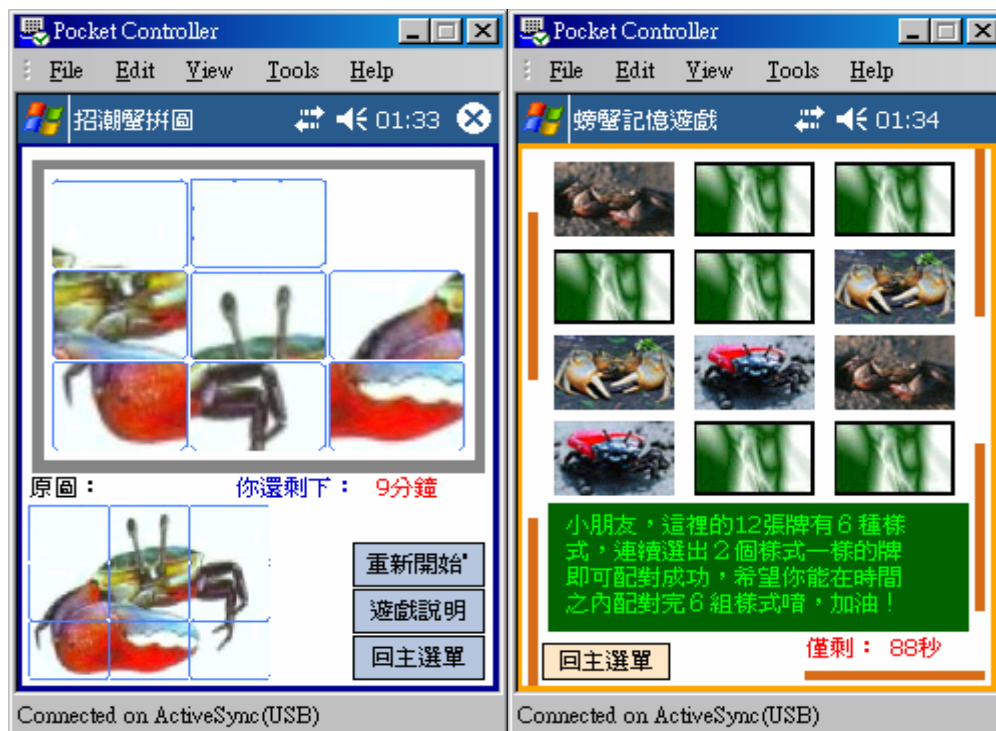 Pocket Controller
File Edit View Tools Help
招潮蟹拼圖 01:33
原圖：
你還剩下： 9分鐘
重新開始
遊戲說明
回主選單
Connected on ActiveSync(USB)
Pocket Controller
File Edit View Tools Help
螃蟹記憶遊戲 01:34
小朋友，這裡的12張牌有6種樣
式，連續選出2個樣式一樣的牌
即可配對成功，希望你能在時間
之內配對完6組樣式唷，加油！
僅剩： 88秒
回主選單
Connected on ActiveSync(USB)